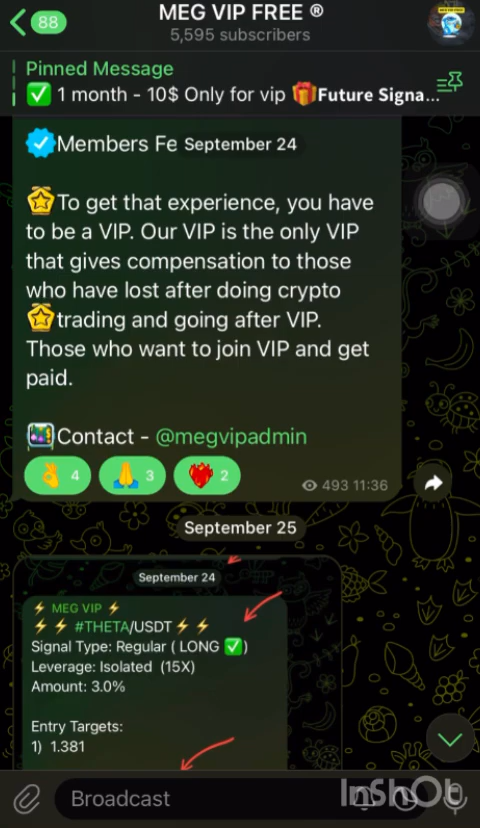 88
MEG VIP FREE ®
5,595 subscribers
Pinned Message
✅ 1 month - 10$ Only for vip 🎁Future Signa...
Members Fe
September 24
To get that experience, you have
to be a VIP. Our VIP is the only VIP
that gives compensation to those
who have lost after doing crypto
trading and going after VIP.
Those who want to join VIP and get
paid.
Contact - @megvipadmin
👌 4 🙏 3 ❤️‍🔥 2
493 11:36
September 25
September 24
⚡ MEG VIP ⚡
⚡ ⚡ #THETA/USDT ⚡ ⚡
Signal Type: Regular ( LONG ✅)
Leverage: Isolated (15X)
Amount: 3.0%
Entry Targets:
1) 1.381
Broadcast
InShOt